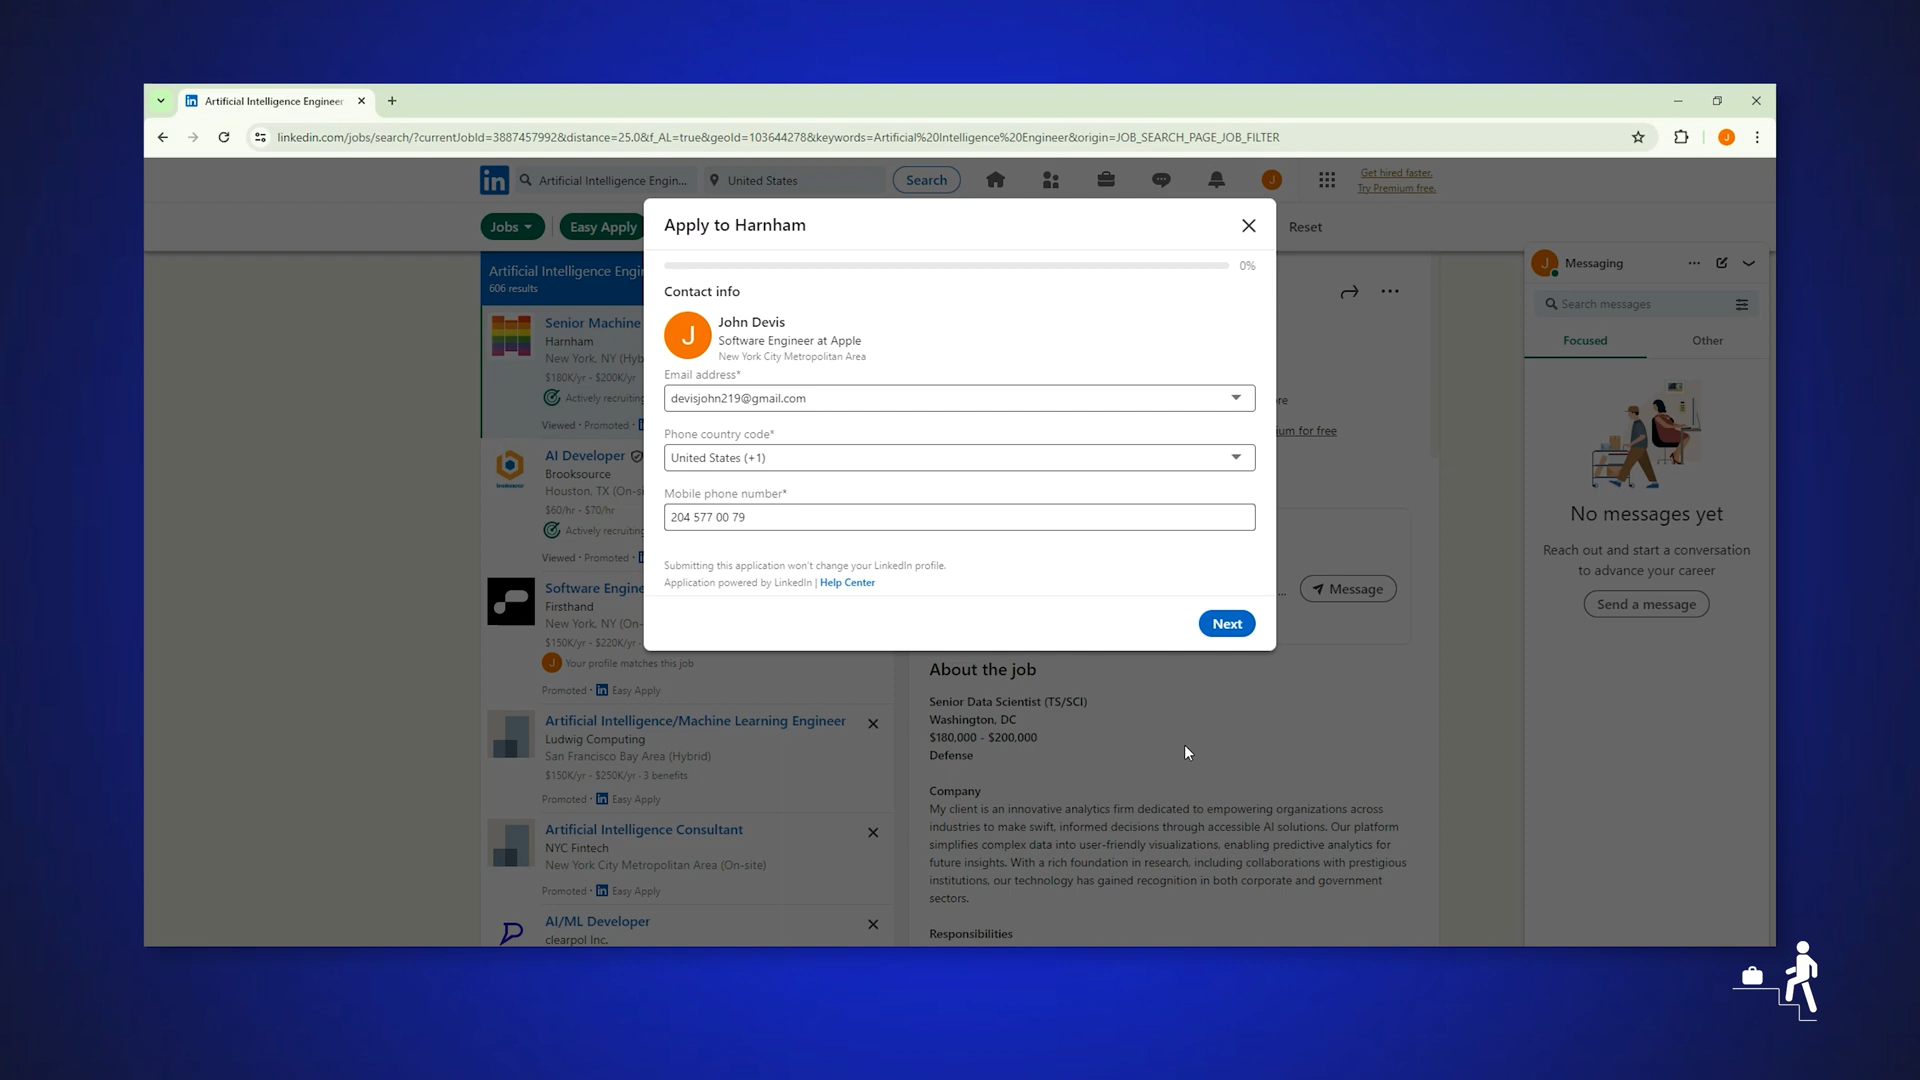 Artificial Intelligence Engineer
linkedin.com/jobs/search/?currentJobId=3887457992&distance=25.0&f_AL=true&geoId=103644278&keywords=Artificial%20Intelligence%20Engineer&origin=JOB_SEARCH_PAGE_JOB_FILTER
J
in
Artificial Intelligence Engin...
United States
Search
J
Get hired faster.
Try Premium free.
Jobs
Easy Apply
Reset
Artificial Intelligence Engi
606 results
Senior Machine
Harnham
New York, NY (Hyb
$180K/yr - $200K/yr
Actively recruiting
Viewed · Promoted ·
AI Developer
Brooksource
Houston, TX (On-si
$60/hr - $70/hr
Actively recruiting
Viewed · Promoted ·
Software Engine
Firsthand
New York, NY (On-
$150K/yr - $220K/yr ·
J Your profile matches this job
Promoted · in Easy Apply
Artificial Intelligence/Machine Learning Engineer
Ludwig Computing
San Francisco Bay Area (Hybrid)
$150K/yr - $250K/yr · 3 benefits
Promoted · in Easy Apply
Artificial Intelligence Consultant
NYC Fintech
New York City Metropolitan Area (On-site)
Promoted · in Easy Apply
AI/ML Developer
clearpol Inc.
Apply to Harnham
0%
Contact info
J
John Devis
Software Engineer at Apple
New York City Metropolitan Area
Email address*
devisjohn219@gmail.com
Phone country code*
United States (+1)
Mobile phone number*
204 577 00 79
Submitting this application won't change your LinkedIn profile.
Application powered by LinkedIn | Help Center
Next
re
um for free
...
Message
About the job
Senior Data Scientist (TS/SCI)
Washington, DC
$180,000 - $200,000
Defense
Company
My client is an innovative analytics firm dedicated to empowering organizations across
industries to make swift, informed decisions through accessible AI solutions. Our platform
simplifies complex data into user-friendly visualizations, enabling predictive analytics for
future insights. With a rich foundation in research, including collaborations with prestigious
institutions, our technology has gained recognition in both corporate and government
sectors.
Responsibilities
J
Messaging
Search messages
Focused
Other
No messages yet
Reach out and start a conversation
to advance your career
Send a message